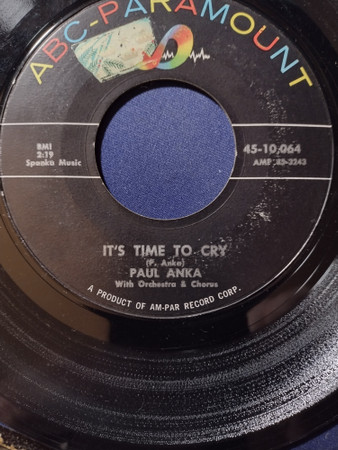 ABC-PARAMOUNT
BMI
2:19
Spanka Music
45-10,064
AMP 45-3243
IT'S TIME TO CRY
(P. Anka)
PAUL ANKA
With Orchestra & Chorus
A PRODUCT OF AM-PAR RECORD CORP.